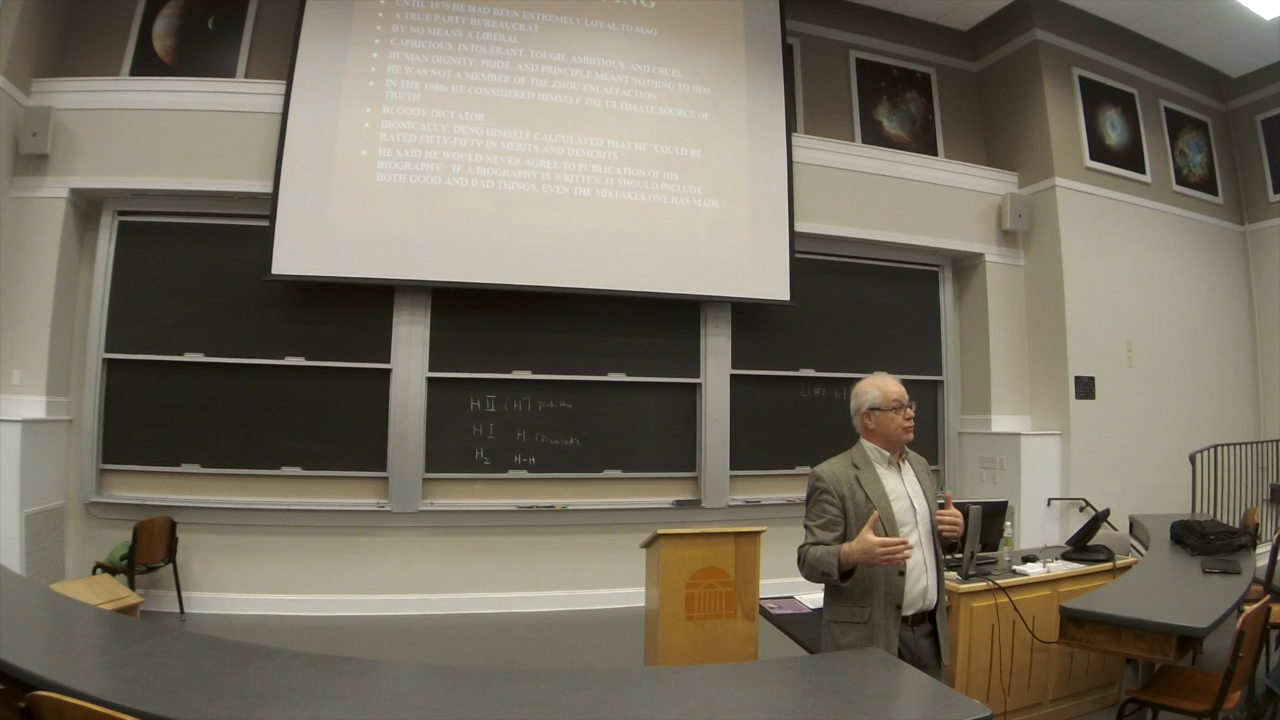 UNTIL 1976 HE HAD BEEN EXTREMELY LOYAL TO MAO
A TRUE PARTY BUREAUCRAT
BY NO MEANS A LIBERAL
CAPRICIOUS, INTOLERANT, TOUGH, AMBITIOUS, AND CRUEL
HUMAN DIGNITY, PRIDE, AND PRINCIPLE MEANT NOTHING TO HIM
HE WAS NOT A MEMBER OF THE ZHOU ENLAI FACTION
IN THE 1980s HE CONSIDERED HIMSELF THE ULTIMATE SOURCE OF
TRUTH
BLOODY DICTATOR
IRONICALLY, DENG HIMSELF CALCULATED THAT HE "COULD BE
RATED FIFTY-FIFTY IN MERITS AND DEMERITS."
HE SAID HE WOULD NEVER AGREE TO PUBLICATION OF HIS
BIOGRAPHY: "IF A BIOGRAPHY IS WRITTEN, IT SHOULD INCLUDE
BOTH GOOD AND BAD THINGS, EVEN THE MISTAKES ONE HAS MADE."
H II (H⁺)
H I H
H₂ H-H